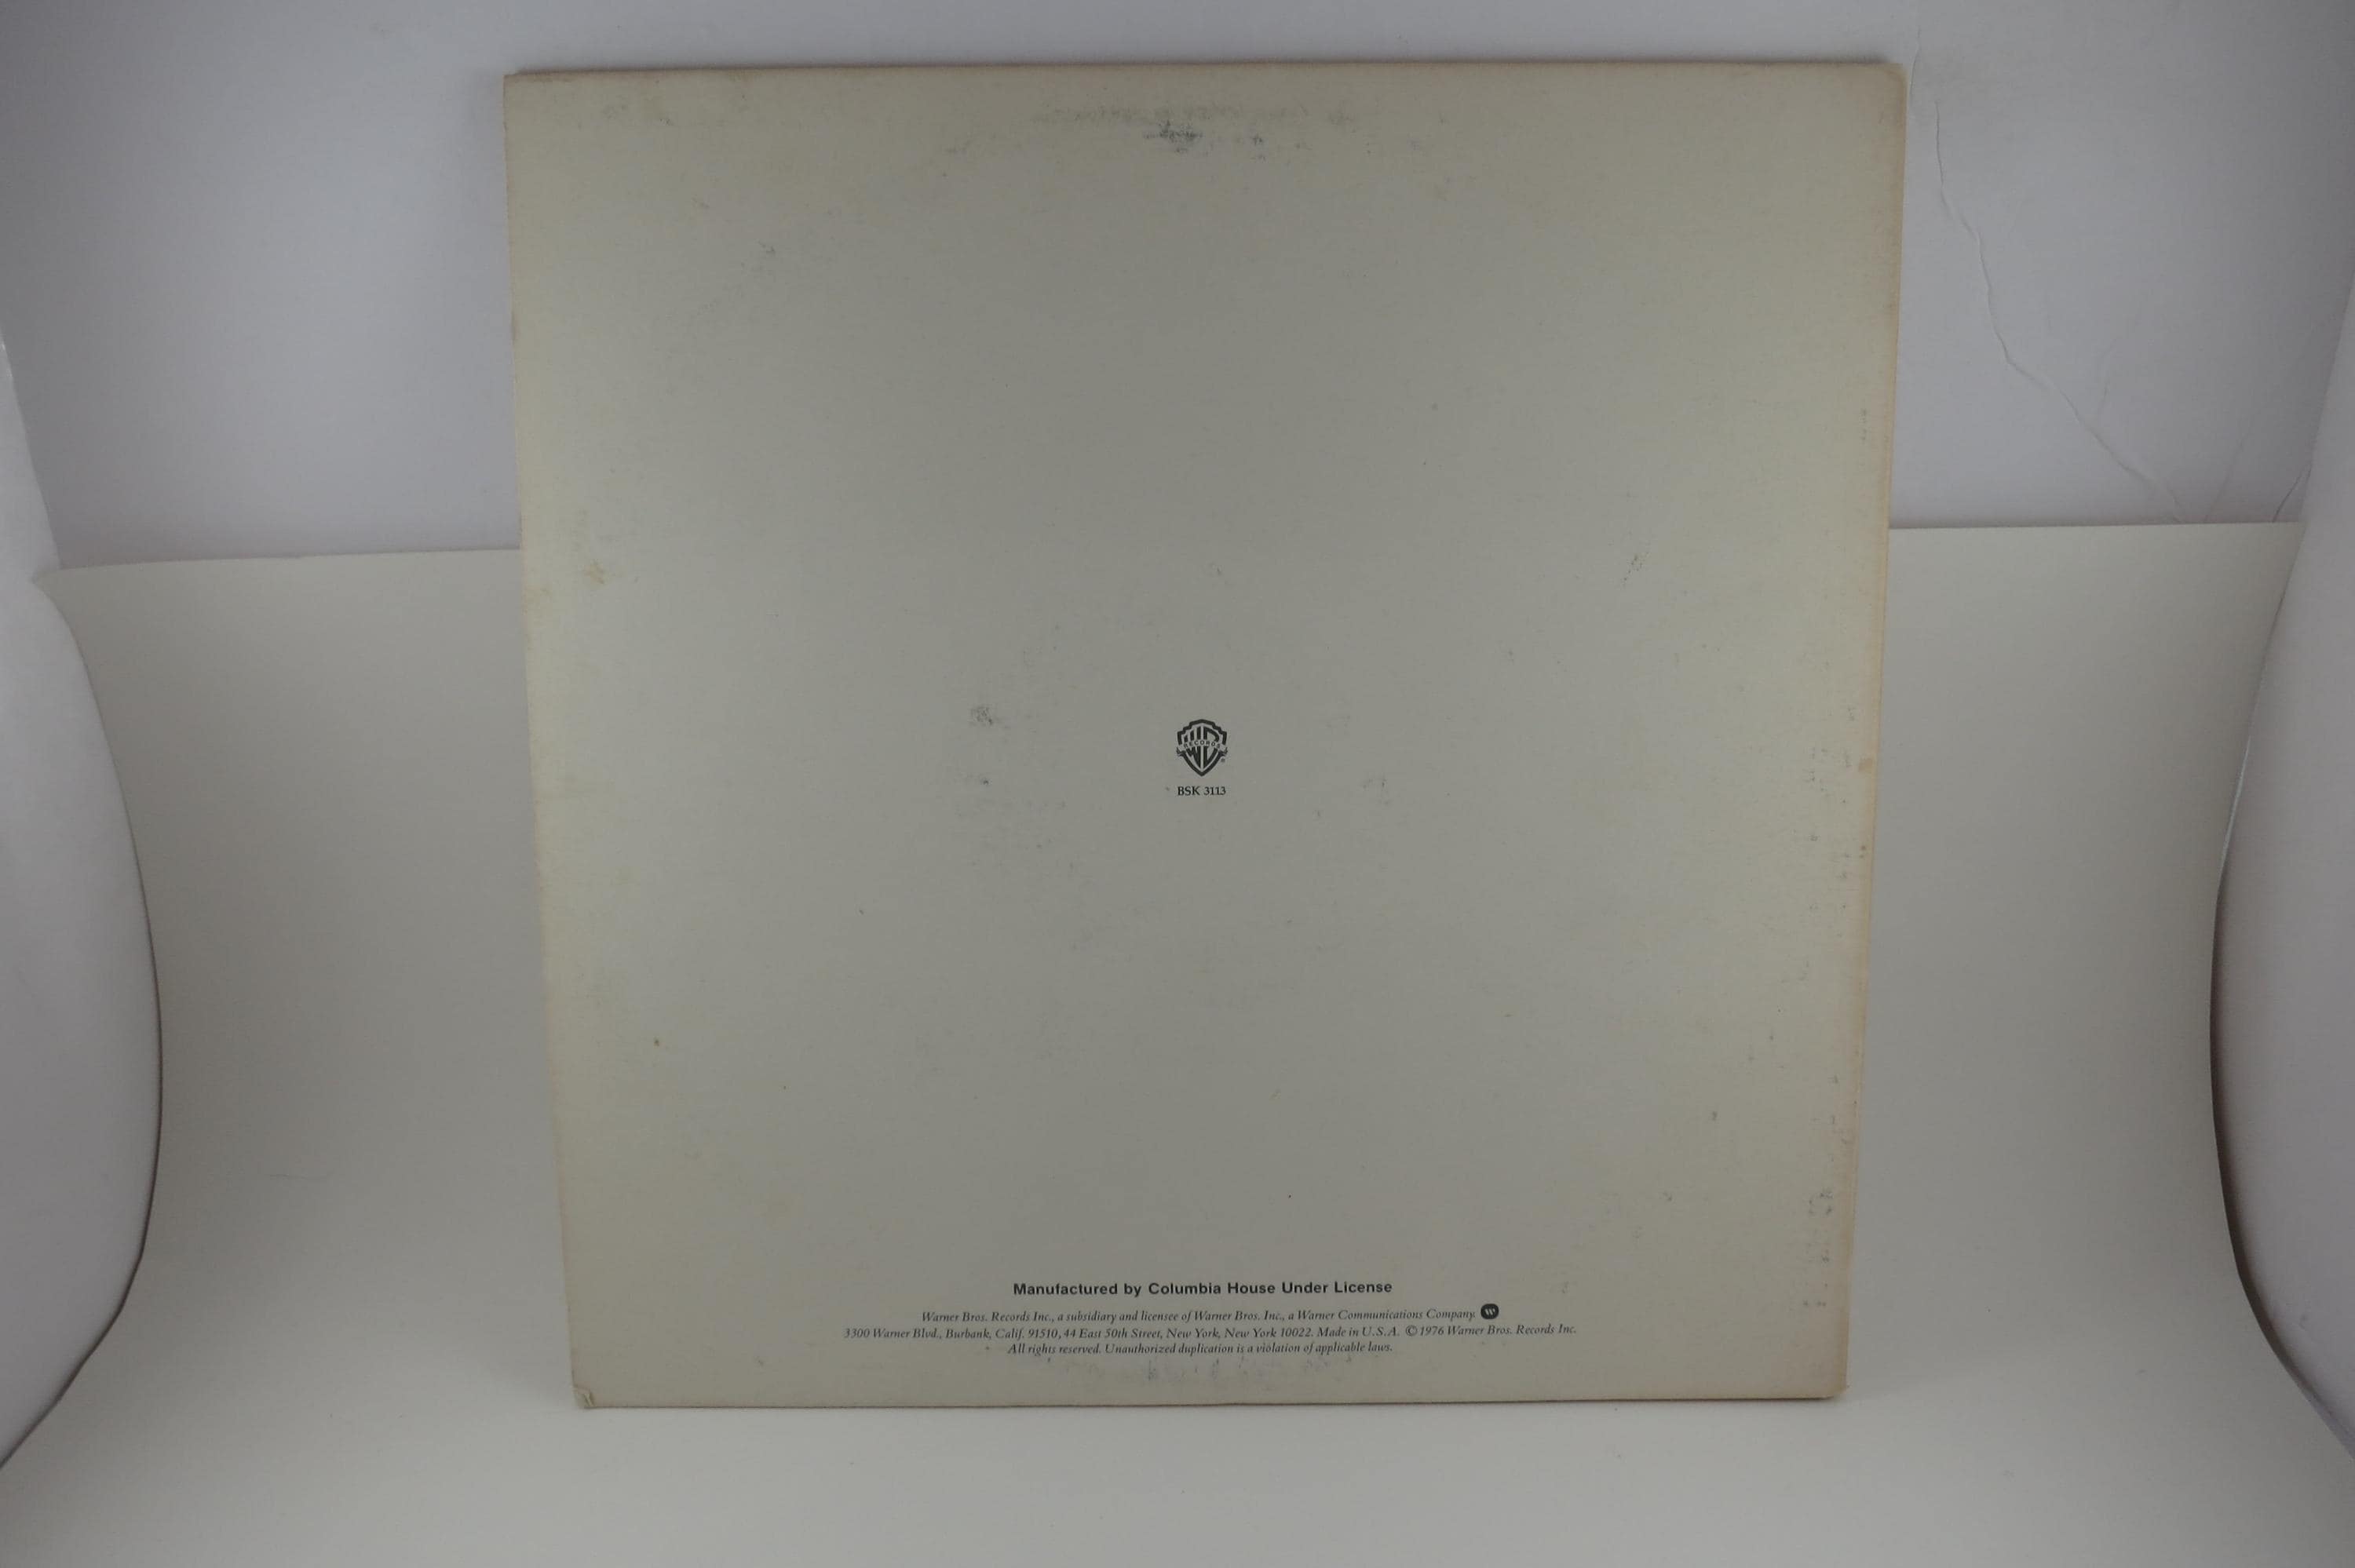 WB
RECORDS
BSK 3113
Manufactured by Columbia House Under License
Warner Bros. Records Inc., a subsidiary and licensee of Warner Bros. Inc., a Warner Communications Company. W
3300 Warner Blvd., Burbank, Calif. 91510, 44 East 50th Street, New York, New York 10022. Made in U.S.A. ©1976 Warner Bros. Records Inc.
All rights reserved. Unauthorized duplication is a violation of applicable laws.